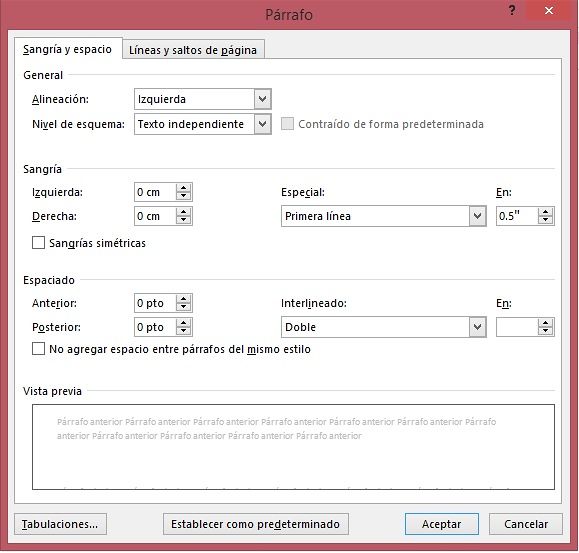 Párrafo
?
Sangría y espacio
Líneas y saltos de página
General
Alineación: Izquierda
Nivel de esquema: Texto independiente Contraído de forma predeterminada
Sangría
Izquierda: 0 cm Especial: En:
Derecha: 0 cm Primera línea 0.5"
Sangrías simétricas
Espaciado
Anterior: 0 pto Interlineado: En:
Posterior: 0 pto Doble
No agregar espacio entre párrafos del mismo estilo
Vista previa
Párrafo anterior Párrafo anterior Párrafo anterior Párrafo anterior Párrafo anterior Párrafo anterior Párrafo
anterior Párrafo anterior Párrafo anterior Párrafo anterior Párrafo anterior
Tabulaciones... Establecer como predeterminado Aceptar Cancelar